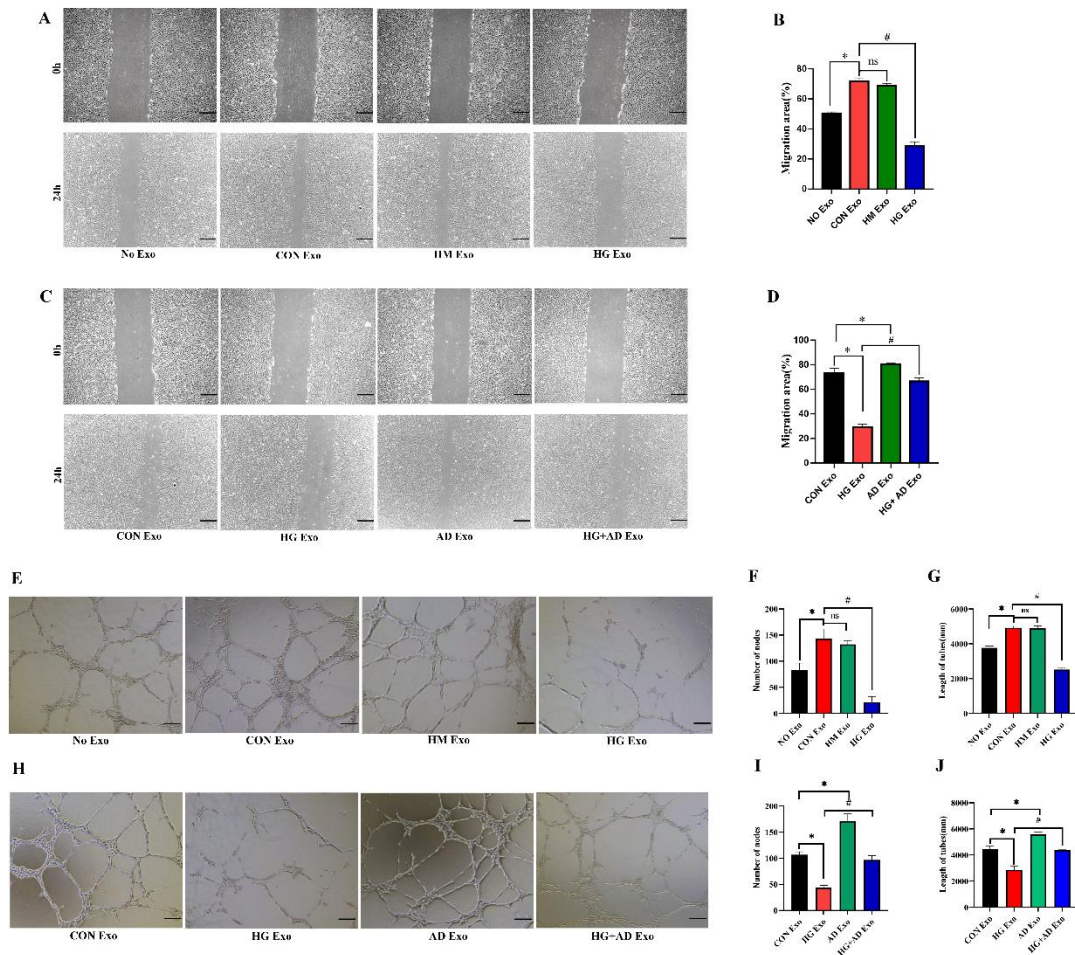 A
0h
24h
No Exo
CON Exo
HM Exo
HG Exo
B
Migration area(%)
80
60
40
20
0
*
ns
#
NO Exo
CON Exo
HM Exo
HG Exo
C
0h
24h
CON Exo
HG Exo
AD Exo
HG+AD Exo
D
Migration area(%)
100
80
60
40
20
0
*
*
#
CON Exo
HG Exo
AD Exo
HG+ AD Exo
E
No Exo
CON Exo
HM Exo
HG Exo
F
Number of nodes
200
150
100
50
0
*
ns
#
NO Exo
CON Exo
HM Exo
HG Exo
G
Length of tubes(mm)
6000
4000
2000
0
*
ns
#
NO Exo
CON Exo
HM Exo
HG Exo
H
CON Exo
HG Exo
AD Exo
HG+AD Exo
I
Number of nodes
200
150
100
50
0
*
*
#
CON Exo
HG Exo
AD Exo
HG+AD Exo
J
Length of tubes(mm)
8000
6000
4000
2000
0
*
*
#
CON Exo
HG Exo
AD Exo
HG+AD Exo